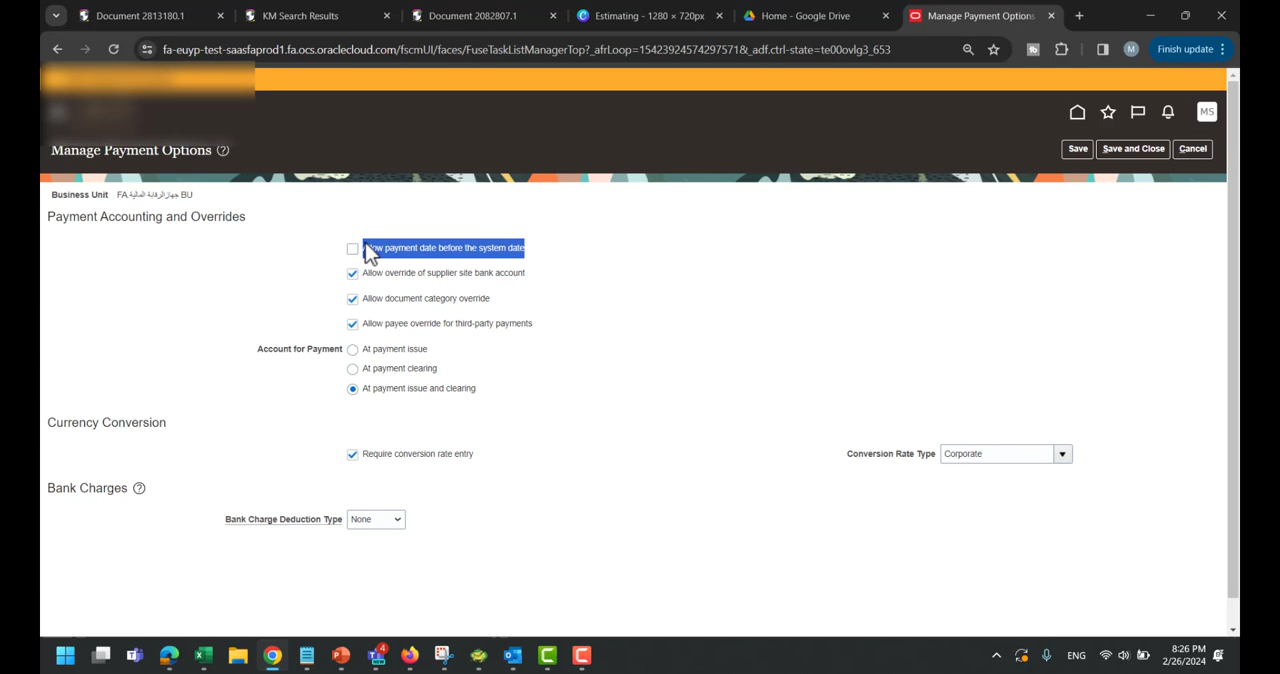 Document 2813180.1
KM Search Results
Document 2082807.1
Estimating - 1280 × 720px
Home - Google Drive
Manage Payment Options
fa-euyp-test-saasfaprod1.fa.ocs.oraclecloud.com/fscmUI/faces/FuseTaskListManagerTop?_afrLoop=15423924574297571&_adf.ctrl-state=te00ovlg3_653
M
Finish update
MS
Manage Payment Options
Save
Save and Close
Cancel
Business Unit FA جهاز الرقابة المالية BU
Payment Accounting and Overrides
payment date before the system date
Allow override of supplier site bank account
Allow document category override
Allow payee override for third-party payments
Account for Payment At payment issue
At payment clearing
At payment issue and clearing
Currency Conversion
Require conversion rate entry
Conversion Rate Type Corporate
Bank Charges
Bank Charge Deduction Type None
4
ENG
8:26 PM
2/26/2024